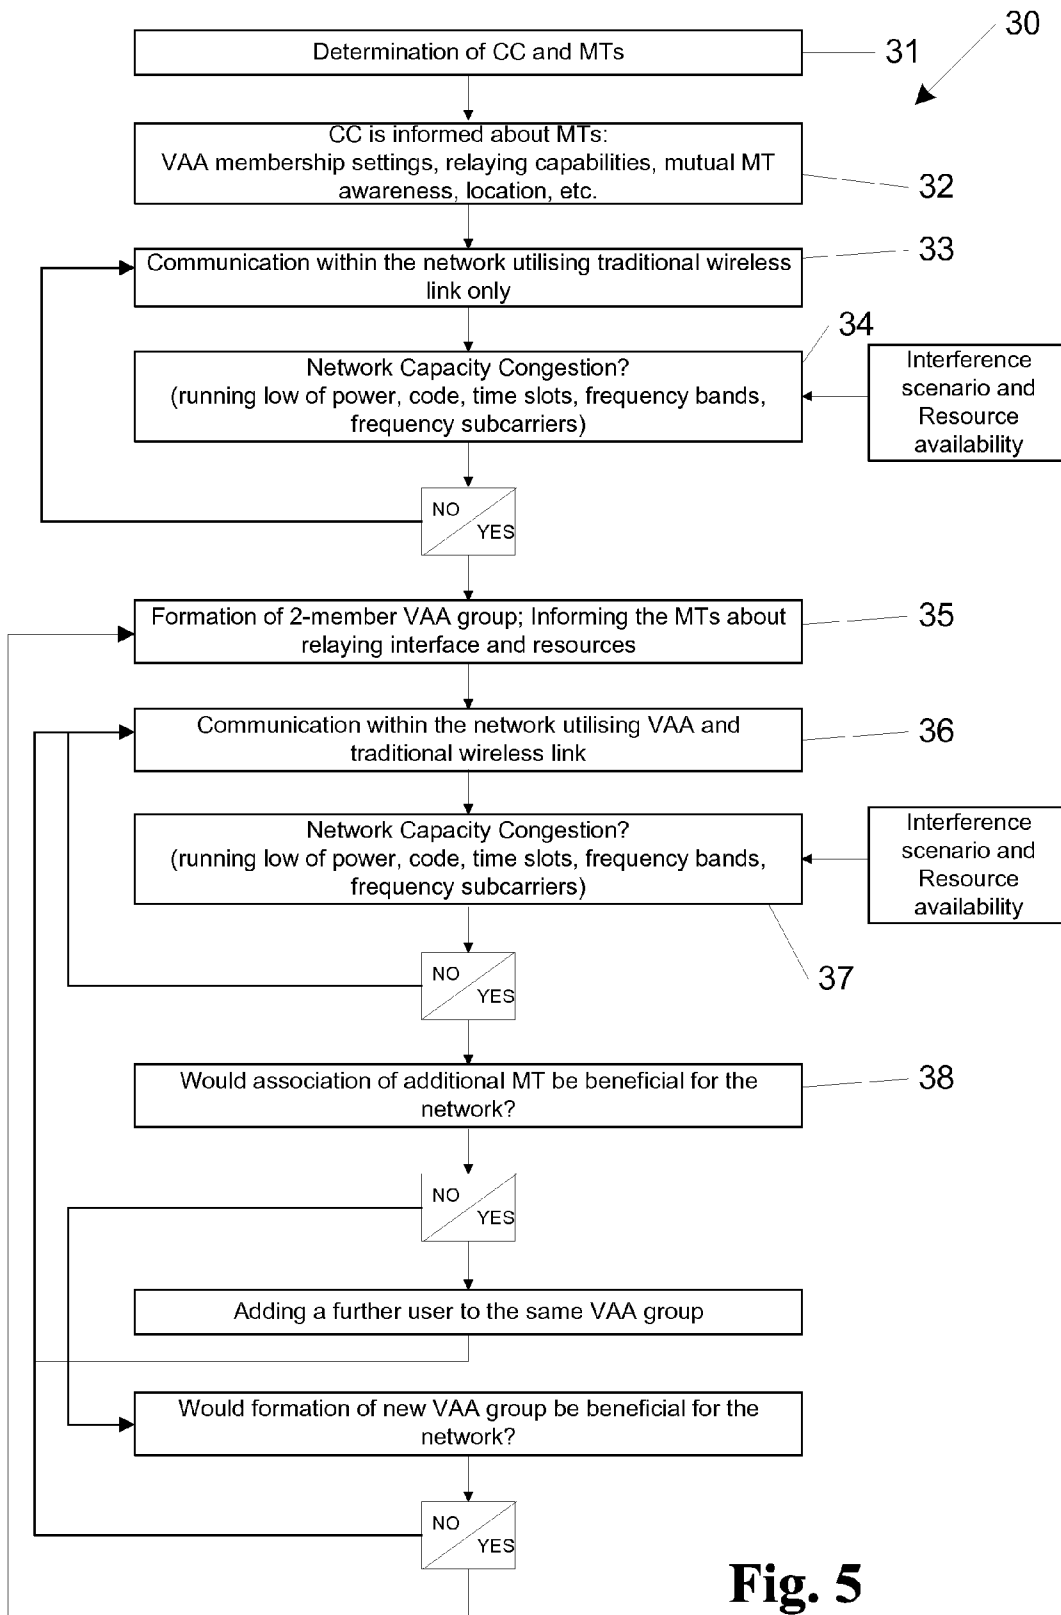 30
Determination of CC and MTs
31
CC is informed about MTs:
VAA membership settings, relaying capabilities, mutual MT
awareness, location, etc.
32
Communication within the network utilising traditional wireless
link only
33
34
Network Capacity Congestion?
(running low of power, code, time slots, frequency bands,
frequency subcarriers)
Interference
scenario and
Resource
availability
NO
YES
Formation of 2-member VAA group; Informing the MTs about
relaying interface and resources
35
Communication within the network utilising VAA and
traditional wireless link
36
Network Capacity Congestion?
(running low of power, code, time slots, frequency bands,
frequency subcarriers)
Interference
scenario and
Resource
availability
37
NO
YES
Would association of additional MT be beneficial for the
network?
38
NO
YES
Adding a further user to the same VAA group
Would formation of new VAA group be beneficial for the
network?
NO
YES
Fig. 5